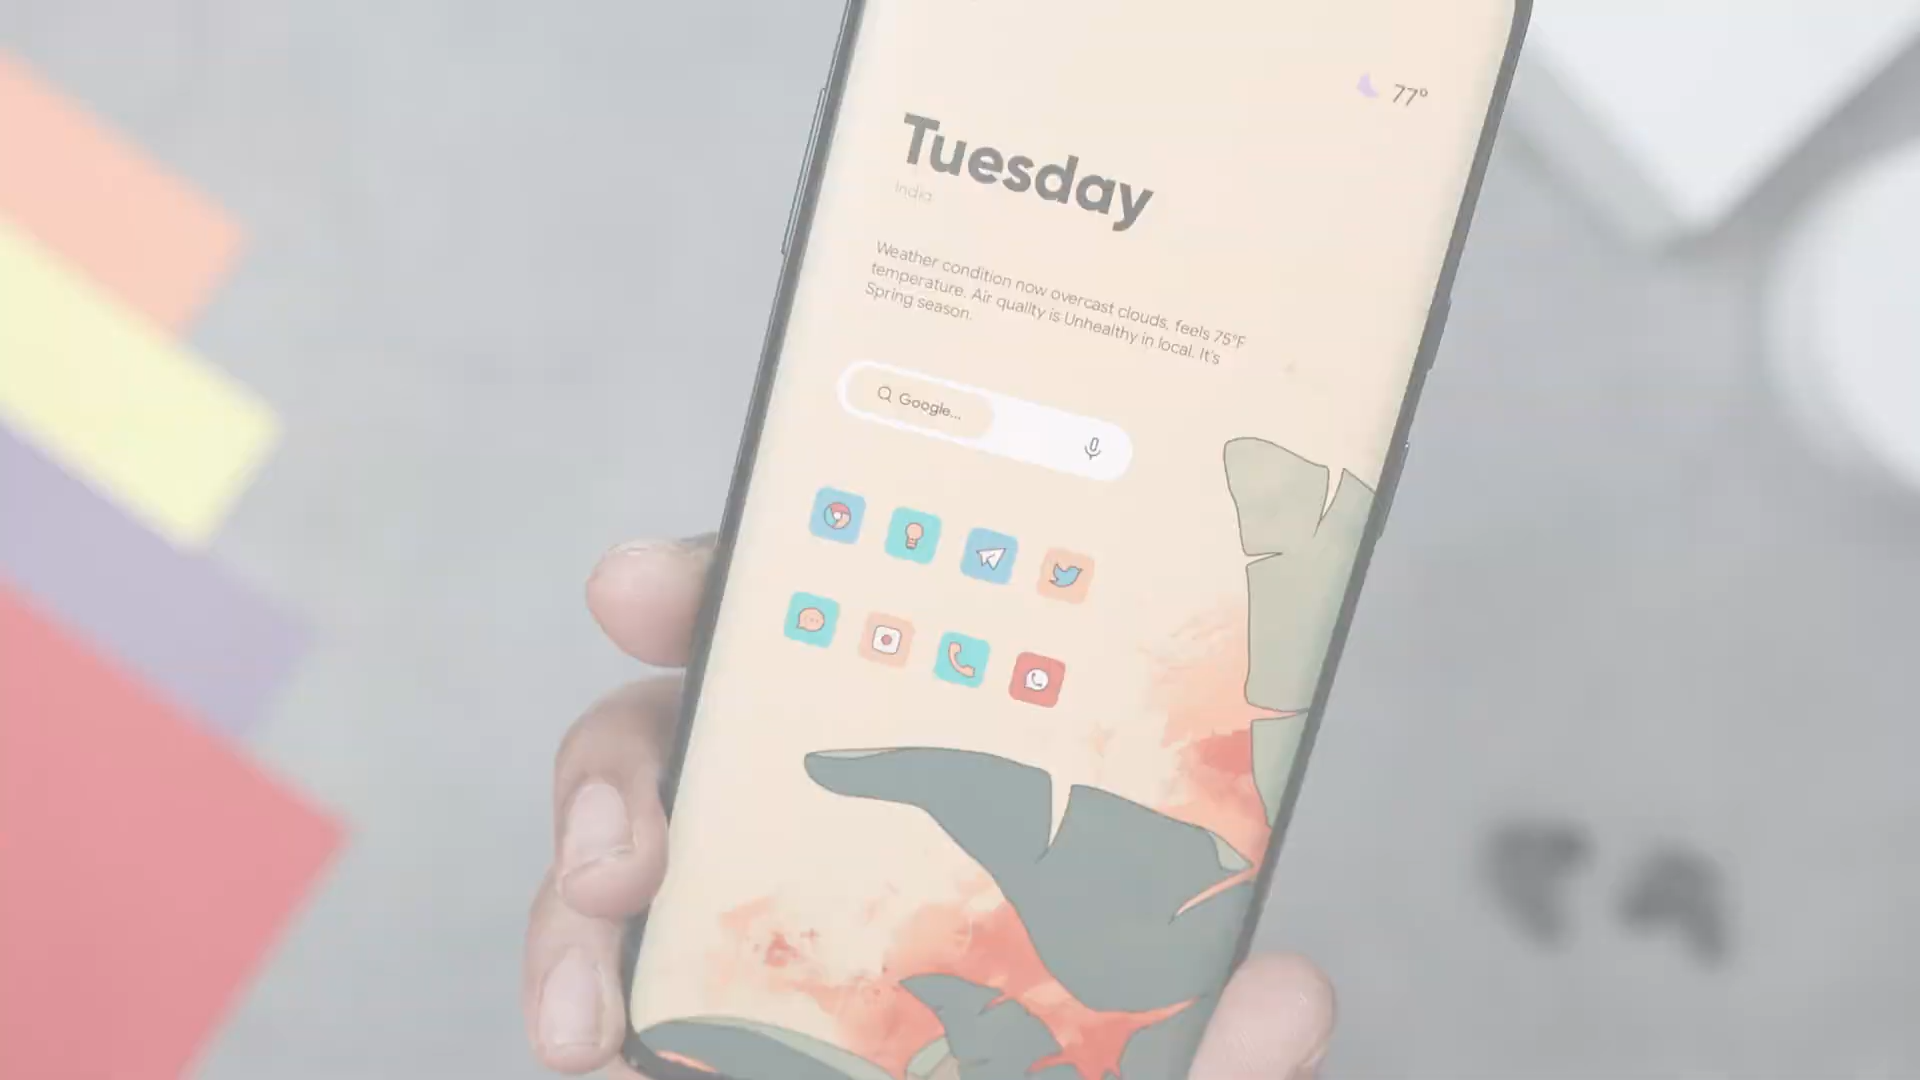 77°
Tuesday
India
Weather condition now overcast clouds, feels 75°F
temperature. Air quality is Unhealthy in local. It's
Spring season.
Google...